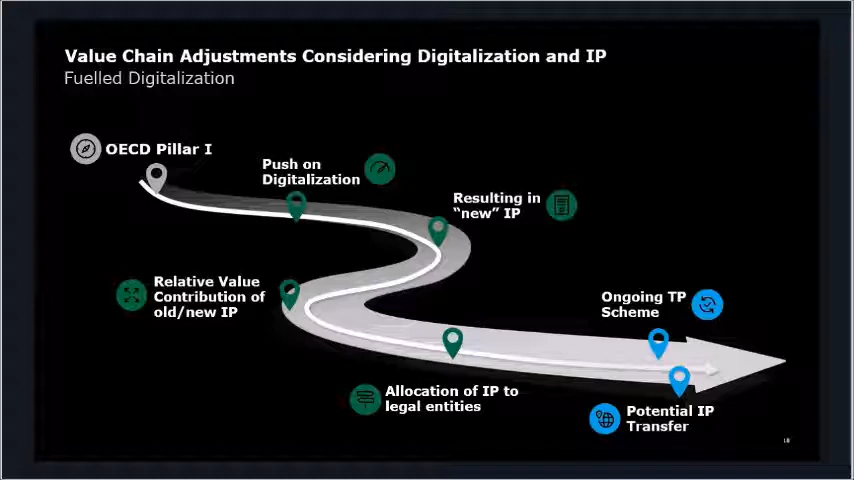 Value Chain Adjustments Considering Digitalization and IP
Fuelled Digitalization
OECD Pillar I
Push on
Digitalization
Resulting in
“new” IP
Relative Value
Contribution of
old/new IP
Ongoing TP
Scheme
Allocation of IP to
legal entities
Potential IP
Transfer
18